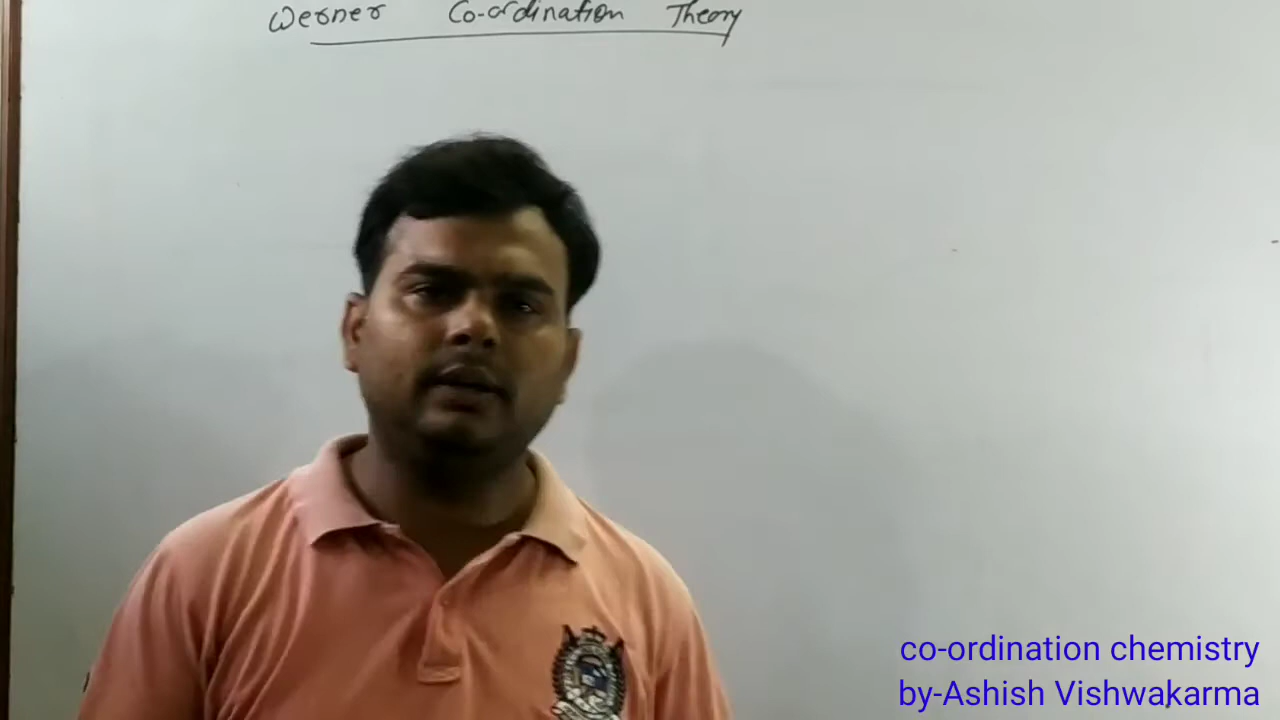 Werner Co-ordination Theory
co-ordination chemistry
by-Ashish Vishwakarma